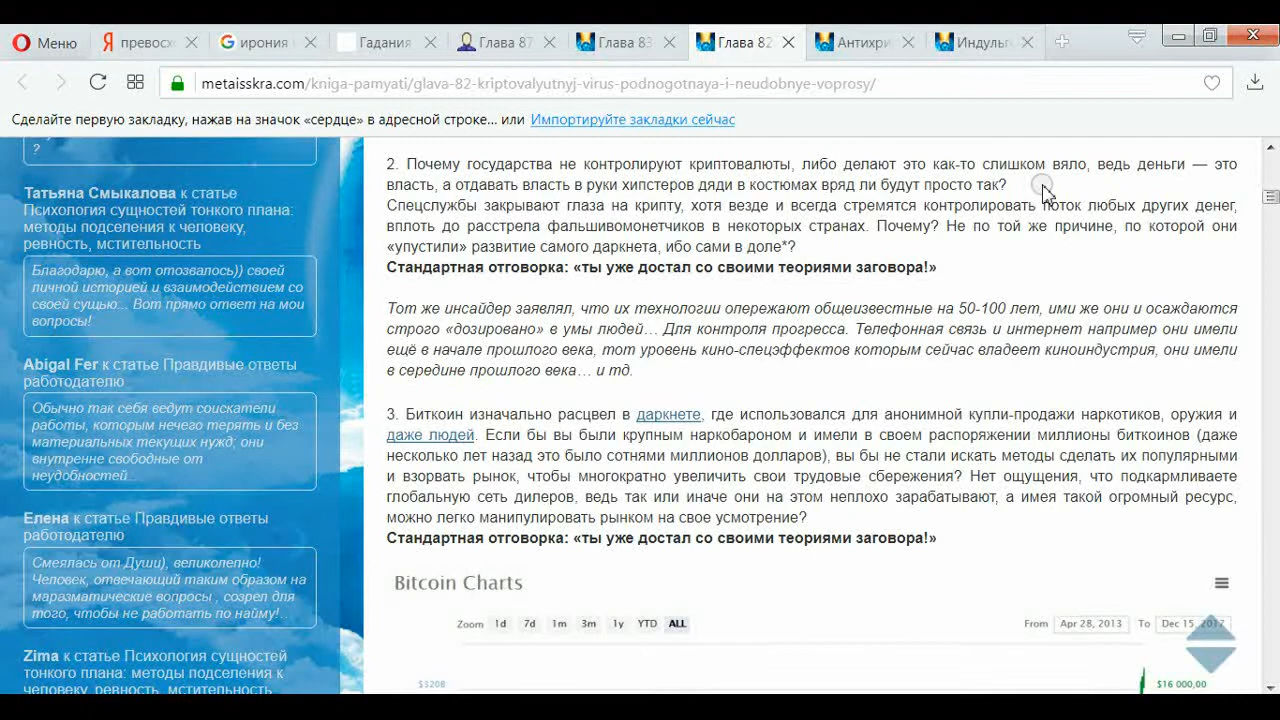 Меню
превосх
ирония
Гадания
Глава 87
Глава 83
Глава 82
Антихри
Индульг
metaisskra.com/kniga-pamyati/glava-82-kriptovalyutnyj-virus-podnogotnaya-i-neudobnye-voprosy/
Сделайте первую закладку, нажав на значок «сердце» в адресной строке... или Импортируйте закладки сейчас
?
Татьяна Смыкалова к статье
Психология сущностей тонкого плана:
методы подселения к человеку,
ревность, мстительность
Благодарю, а вот отозвалось)) своей
личной историей и взаимодействием со
своей сущью... Вот прямо ответ на мои
вопросы!
Abigal Fer к статье Правдивые ответы
работодателю
Обычно так себя ведут соискатели
работы, которым нечего терять и без
материальных текущих нужд; они
внутренне свободные от
неудобностей...
Елена к статье Правдивые ответы
работодателю
Смеялась от Души), великолепно!
Человек, отвечающий таким образом на
маразматические вопросы , созрел для
того, чтобы не работать по найму!..
Zima к статье Психология сущностей
тонкого плана: методы подселения к
человеку, ревность, мстительность
2. Почему государства не контролируют криптовалюты, либо делают это как-то слишком вяло, ведь деньги — это
власть, а отдавать власть в руки хипстеров дяди в костюмах вряд ли будут просто так?
Спецслужбы закрывают глаза на крипту, хотя везде и всегда стремятся контролировать поток любых других денег,
вплоть до расстрела фальшивомонетчиков в некоторых странах. Почему? Не по той же причине, по которой они
«упустили» развитие самого даркнета, ибо сами в доле*?
Стандартная отговорка: «ты уже достал со своими теориями заговора!»
Тот же инсайдер заявлял, что их технологии опережают общеизвестные на 50-100 лет, ими же они и осаждаются
строго «дозировано» в умы людей… Для контроля прогресса. Телефонная связь и интернет например они имели
ещё в начале прошлого века, тот уровень кино-спецэффектов которым сейчас владеет киноиндустрия, они имели
в середине прошлого века… и тд.
3. Биткоин изначально расцвел в даркнете, где использовался для анонимной купли-продажи наркотиков, оружия и
даже людей. Если бы вы были крупным наркобароном и имели в своем распоряжении миллионы биткоинов (даже
несколько лет назад это было сотнями миллионов долларов), вы бы не стали искать методы сделать их популярными
и взорвать рынок, чтобы многократно увеличить свои трудовые сбережения? Нет ощущения, что подкармливаете
глобальную сеть дилеров, ведь так или иначе они на этом неплохо зарабатывают, а имея такой огромный ресурс,
можно легко манипулировать рынком на свое усмотрение?
Стандартная отговорка: «ты уже достал со своими теориями заговора!»
Bitcoin Charts
Zoom 1d 7d 1m 3m 1y YTD ALL
From Apr 28, 2013 To Dec 15, 2017
$320B
$16 000,00